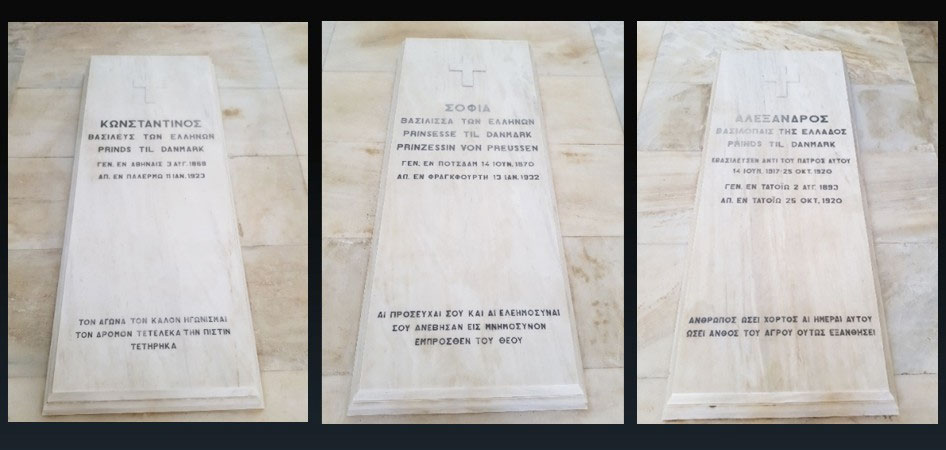 ΚΩΝΣΤΑΝΤΙΝΟΣ
ΒΑΣΙΛΕΥΣ ΤΩΝ ΕΛΛΗΝΩΝ
PRINDS TIL DANMARK
ΓΕΝ. ΕΝ ΑΘΗΝΑΙΣ 3 ΑΥΓ. 1868
ΑΠ. ΕΝ ΠΑΛΕΡΜΩ 11 ΙΑΝ. 1923
ΤΟΝ ΑΓΩΝΑ ΤΟΝ ΚΑΛΟΝ ΗΓΩΝΙΣΜΑΙ
ΤΟΝ ΔΡΟΜΟΝ ΤΕΤΕΛΕΚΑ ΤΗΝ ΠΙΣΤΙΝ
ΤΕΤΗΡΗΚΑ
ΣΟΦΙΑ
ΒΑΣΙΛΙΣΣΑ ΤΩΝ ΕΛΛΗΝΩΝ
PRINSESSE TIL DANMARK
PRINZESSIN VON PREUSSEN
ΓΕΝ. ΕΝ ΠΟΤΣΔΑΜ 14 ΙΟΥΝ. 1870
ΑΠ. ΕΝ ΦΡΑΓΚΦΟΥΡΤΗ 13 ΙΑΝ. 1932
ΑΙ ΠΡΟΣΕΥΧΑΙ ΣΟΥ ΚΑΙ ΑΙ ΕΛΕΗΜΟΣΥΝΑΙ
ΣΟΥ ΑΝΕΒΗΣΑΝ ΕΙΣ ΜΝΗΜΟΣΥΝΟΝ
ΕΜΠΡΟΣΘΕΝ ΤΟΥ ΘΕΟΥ
ΑΛΕΞΑΝΔΡΟΣ
ΒΑΣΙΛΟΠΑΙΣ ΤΗΣ ΕΛΛΑΔΟΣ
PRINDS TIL DANMARK
ΕΒΑΣΙΛΕΥΣΕΝ ΑΝΤΙ ΤΟΥ ΠΑΤΡΟΣ ΑΥΤΟΥ
14 ΙΟΥΝ. 1917-25 ΟΚΤ. 1920
ΓΕΝ. ΕΝ ΤΑΤΟΪΩ 2 ΑΥΓ. 1893
ΑΠ. ΕΝ ΤΑΤΟΪΩ 25 ΟΚΤ. 1920
ΑΝΘΡΩΠΟΣ ΩΣΕΙ ΧΟΡΤΟΣ ΑΙ ΗΜΕΡΑΙ ΑΥΤΟΥ
ΩΣΕΙ ΑΝΘΟΣ ΤΟΥ ΑΓΡΟΥ ΟΥΤΩΣ ΕΞΑΝΘΗΣΕΙ